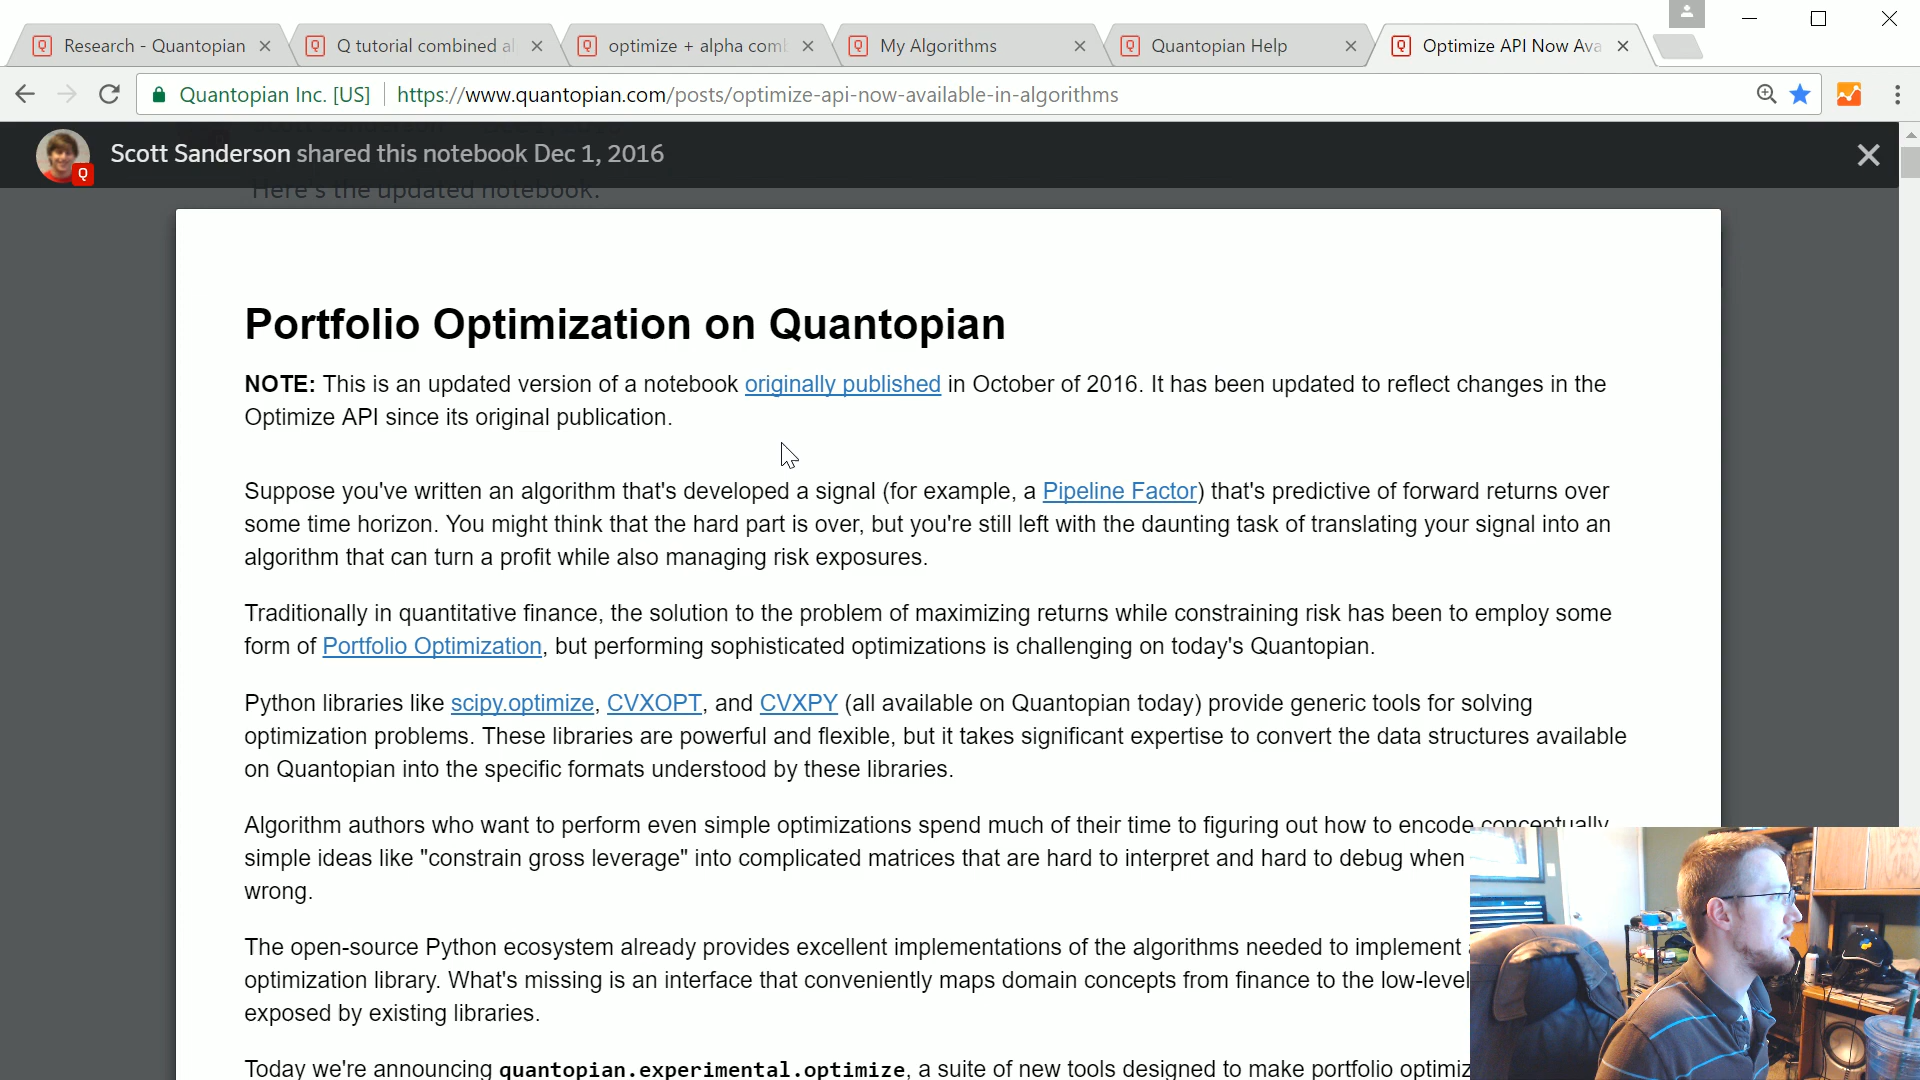 Research - Quantopian
Q tutorial combined al
optimize + alpha comb
My Algorithms
Quantopian Help
Optimize API Now Ava
Quantopian Inc. [US]
https://www.quantopian.com/posts/optimize-api-now-available-in-algorithms
Scott Sanderson shared this notebook Dec 1, 2016
Here's the updated notebook.
Portfolio Optimization on Quantopian
NOTE: This is an updated version of a notebook originally published in October of 2016. It has been updated to reflect changes in the
Optimize API since its original publication.
Suppose you've written an algorithm that's developed a signal (for example, a Pipeline Factor) that's predictive of forward returns over
some time horizon. You might think that the hard part is over, but you're still left with the daunting task of translating your signal into an
algorithm that can turn a profit while also managing risk exposures.
Traditionally in quantitative finance, the solution to the problem of maximizing returns while constraining risk has been to employ some
form of Portfolio Optimization, but performing sophisticated optimizations is challenging on today's Quantopian.
Python libraries like scipy.optimize, CVXOPT, and CVXPY (all available on Quantopian today) provide generic tools for solving
optimization problems. These libraries are powerful and flexible, but it takes significant expertise to convert the data structures available
on Quantopian into the specific formats understood by these libraries.
Algorithm authors who want to perform even simple optimizations spend much of their time to figuring out how to encode conceptually
simple ideas like "constrain gross leverage" into complicated matrices that are hard to interpret and hard to debug when
wrong.
The open-source Python ecosystem already provides excellent implementations of the algorithms needed to implement
optimization library. What's missing is an interface that conveniently maps domain concepts from finance to the low-level
exposed by existing libraries.
Today we're announcing quantopian.experimental.optimize, a suite of new tools designed to make portfolio optimiz